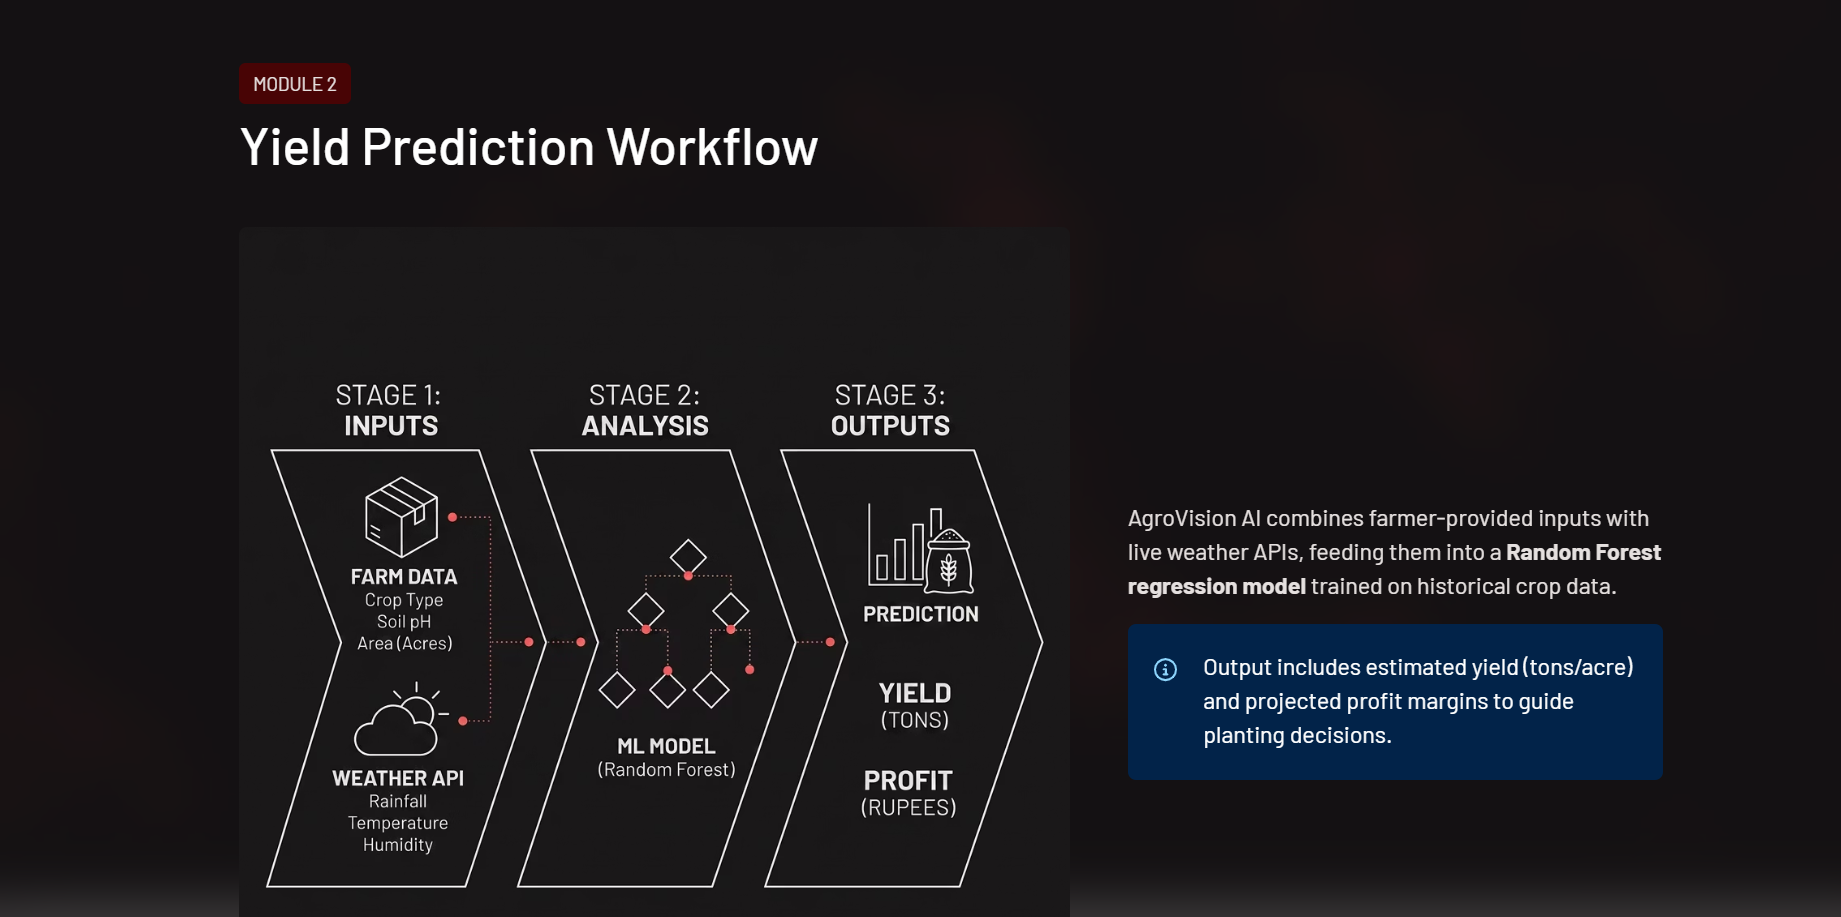 MODULE 2
Yield Prediction Workflow
STAGE 1:
INPUTS
FARM DATA
Crop Type
Soil pH
Area (Acres)
WEATHER API
Rainfall
Temperature
Humidity
STAGE 2:
ANALYSIS
ML MODEL
(Random Forest)
STAGE 3:
OUTPUTS
PREDICTION
YIELD
(TONS)
PROFIT
(RUPEES)
AgroVision AI combines farmer-provided inputs with
live weather APIs, feeding them into a Random Forest
regression model trained on historical crop data.
Output includes estimated yield (tons/acre)
and projected profit margins to guide
planting decisions.